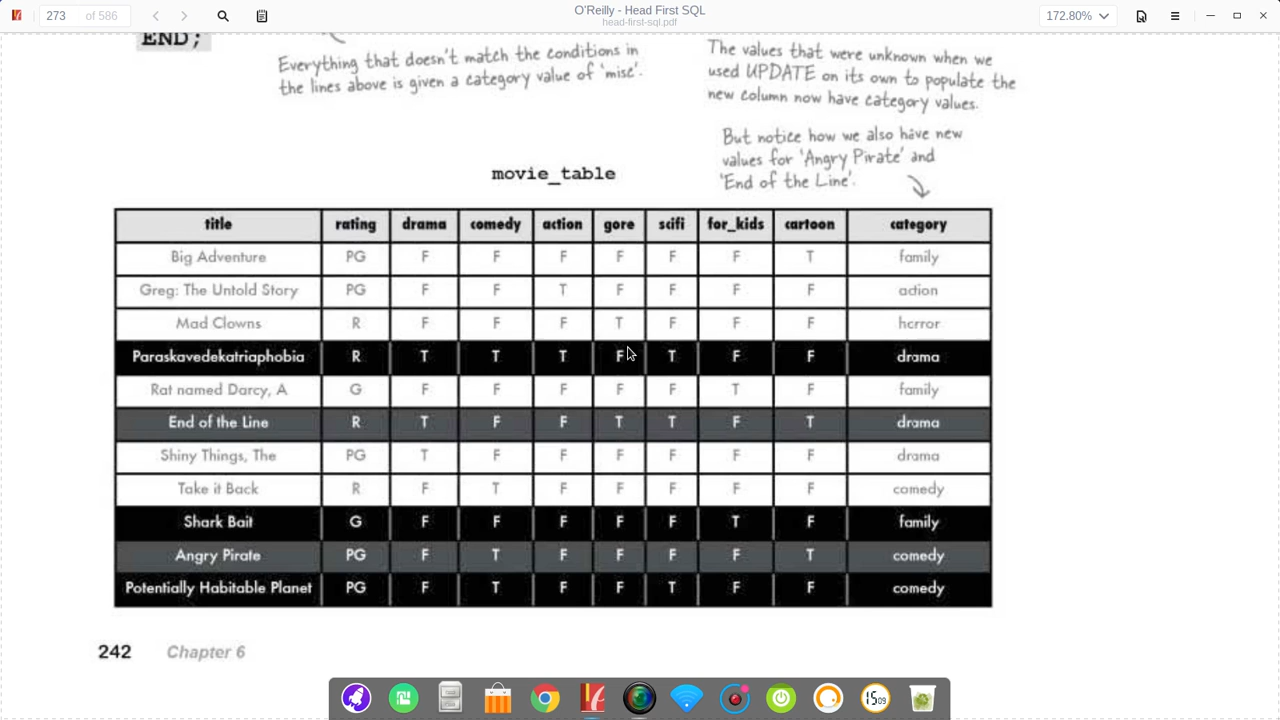 273 of 586
O'Reilly - Head First SQL
head-first-sql.pdf
172.80%
END;
Everything that doesn't match the conditions in
the lines above is given a category value of 'misc'.
The values that were unknown when we
used UPDATE on its own to populate the
new column now have category values.
But notice how we also have new
values for 'Angry Pirate' and
'End of the Line'.
movie_table
title rating drama comedy action gore scifi for_kids cartoon category
Big Adventure PG F F F F F F T family
Greg: The Untold Story PG F F T F F F F action
Mad Clowns R F F F T F F F horror
Paraskavedekatriaphobia R T T T F T F F drama
Rat named Darcy, A G F F F F F T F family
End of the Line R T F F T T F T drama
Shiny Things, The PG T F F F F F F drama
Take it Back R F T F F F F F comedy
Shark Bait G F F F F F T F family
Angry Pirate PG F T F F F F T comedy
Potentially Habitable Planet PG F T F F T F F comedy
242 Chapter 6
15 09